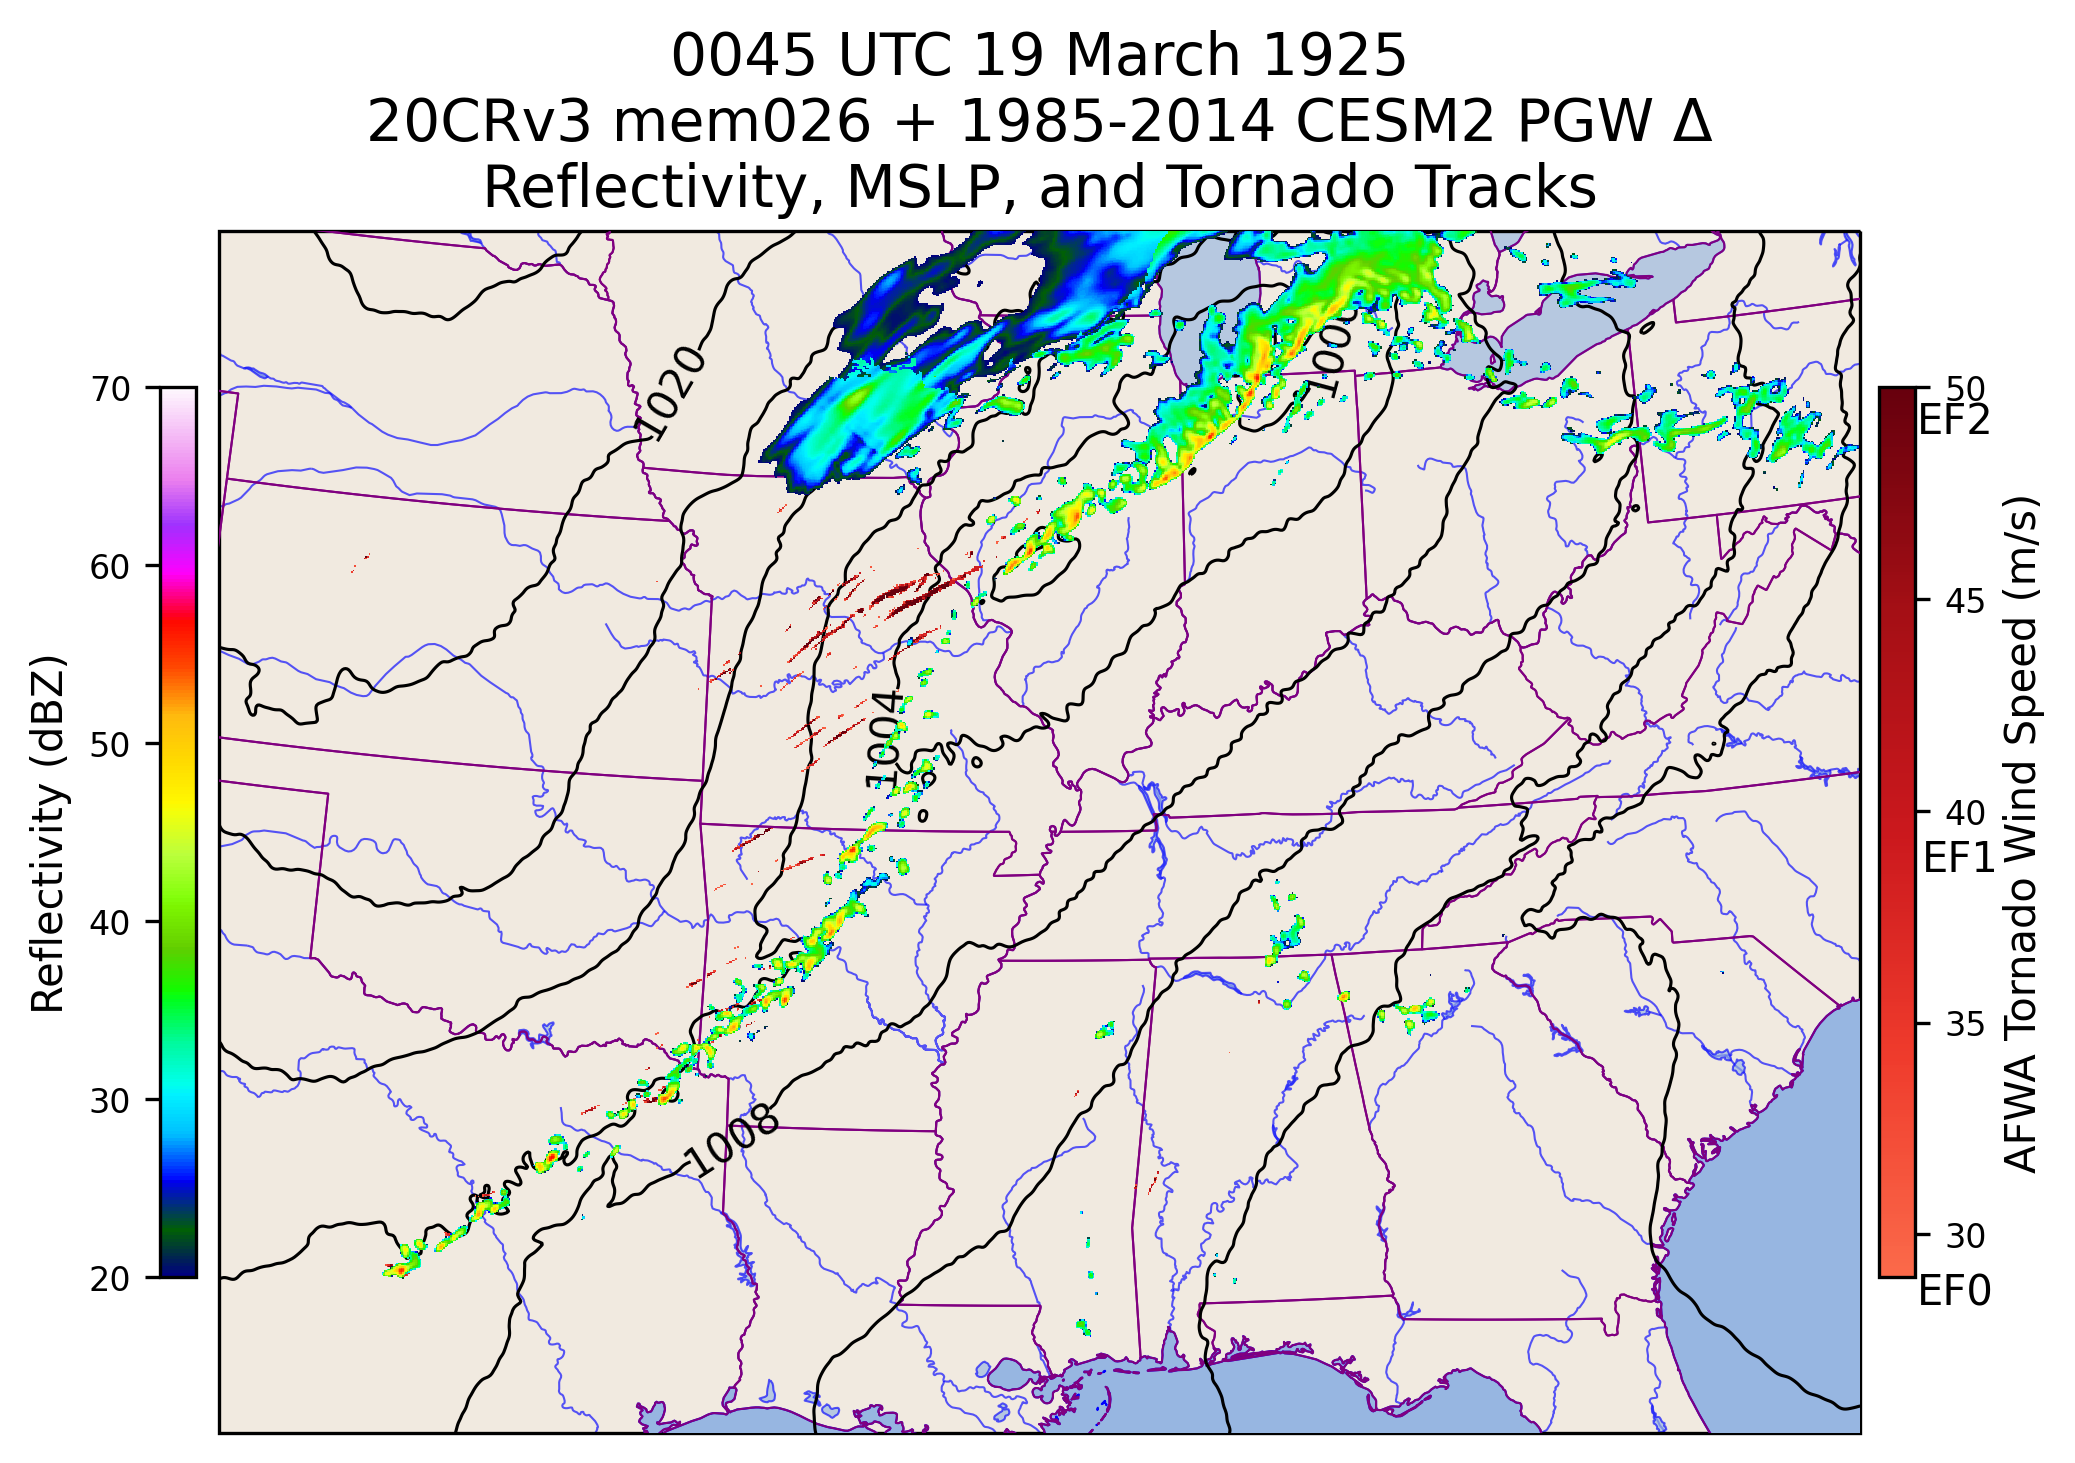 0045 UTC 19 March 1925
20CRv3 mem026 + 1985-2014 CESM2 PGW Δ
Reflectivity, MSLP, and Tornado Tracks
Reflectivity (dBZ)
70
60
50
40
30
20
1020
1004
1008
50
EF2
45
40
EF1
35
30
EF0
AFWA Tornado Wind Speed (m/s)